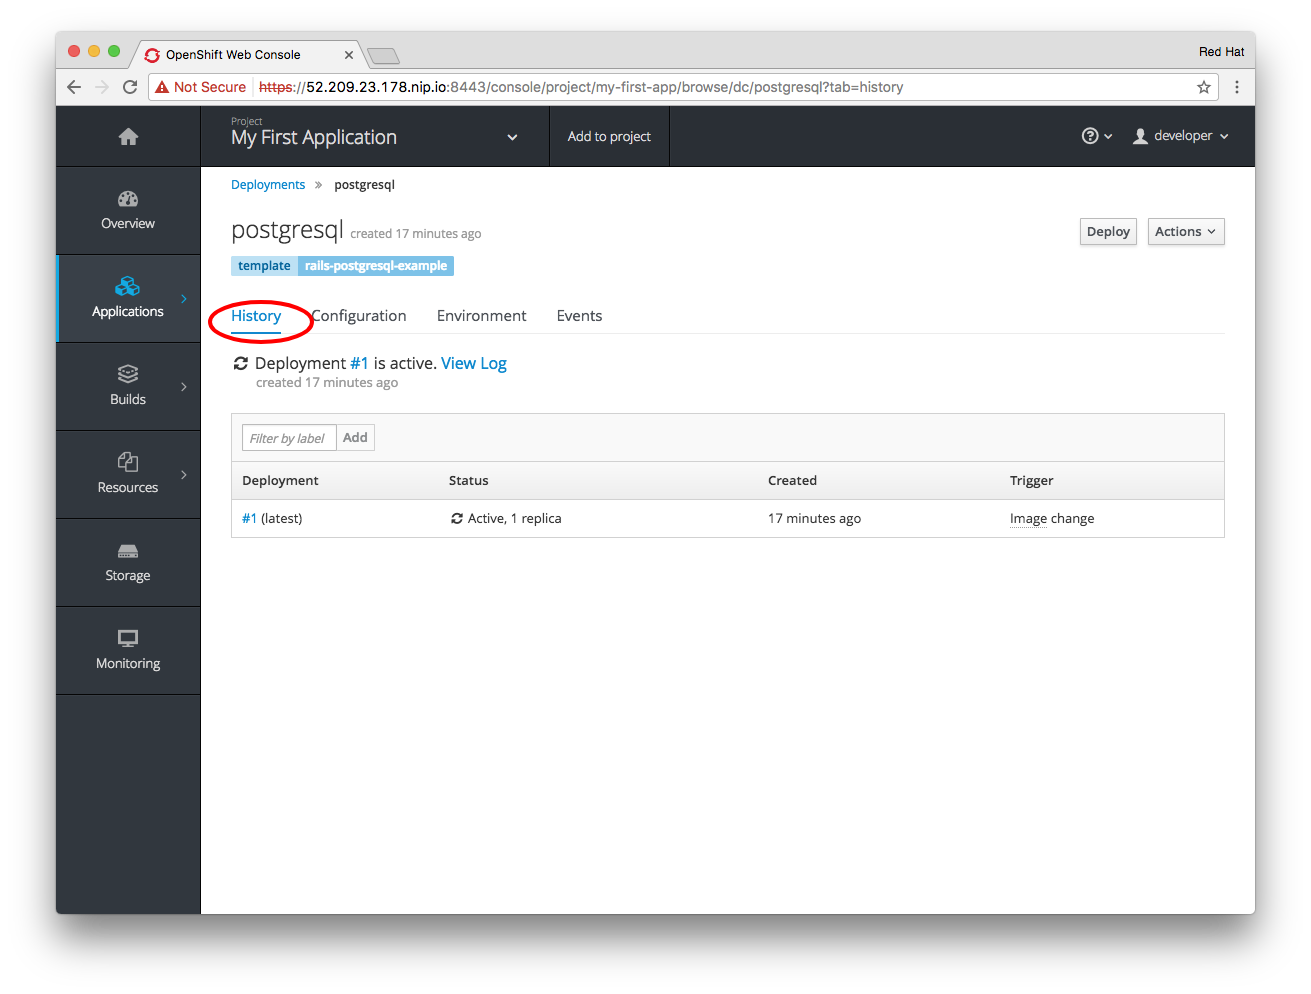 OpenShift Web Console
Red Hat
Not Secure https://52.209.23.178.nip.io:8443/console/project/my-first-app/browse/dc/postgresql?tab=history
Project
My First Application
Add to project
developer
Overview
Applications
Builds
Resources
Storage
Monitoring
Deployments » postgresql
postgresql created 17 minutes ago
Deploy Actions
template rails-postgresql-example
History Configuration Environment Events
Deployment #1 is active. View Log
created 17 minutes ago
Filter by label Add
Deployment Status Created Trigger
#1 (latest) Active, 1 replica 17 minutes ago Image change